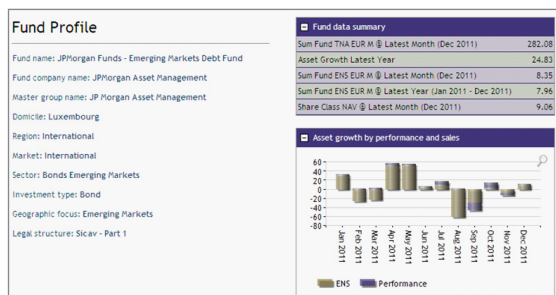 Fund Profile
Fund name: JPMorgan Funds - Emerging Markets Debt Fund
Fund company name: JPMorgan Asset Management
Master group name: JP Morgan Asset Management
Domicile: Luxembourg
Region: International
Market: International
Sector: Bonds Emerging Markets
Investment type: Bond
Geographic focus: Emerging Markets
Legal structure: Sicav - Part 1
Fund data summary
Sum Fund TNA EUR M @ Latest Month (Dec 2011) 282.08
Asset Growth Latest Year 24.83
Sum Fund ENS EUR M @ Latest Month (Dec 2011) 8.35
Sum Fund ENS EUR M @ Latest Year (Jan 2011 - Dec 2011) 7.96
Share Class NAV @ Latest Month (Dec 2011) 9.06
Asset growth by performance and sales
60
40
20
0
-20
-40
-60
-80
Jan 2011 Feb 2011 Mar 2011 Apr 2011 May 2011 Jun 2011 Jul 2011 Aug 2011 Sep 2011 Oct 2011 Nov 2011 Dec 2011
ENS Performance